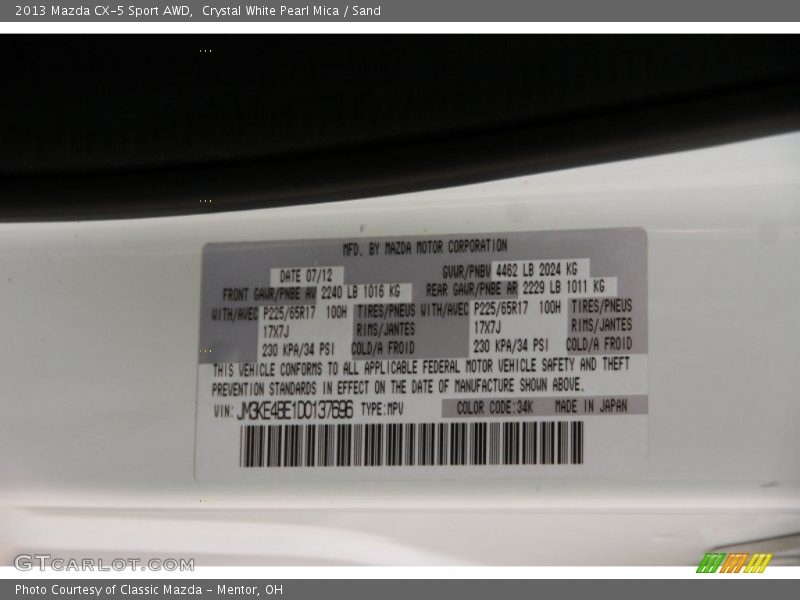 2013 Mazda CX-5 Sport AWD, Crystal White Pearl Mica / Sand
MFD. BY MAZDA MOTOR CORPORATION
DATE 07/12 GVWR/PNBV 4462 LB 2024 KG
FRONT GAWR/PNBE AV 2240 LB 1016 KG REAR GAWR/PNBE AR 2229 LB 1011 KG
WITH/AVEC P225/65R17 100H TIRES/PNEUS WITH/AVEC P225/65R17 100H TIRES/PNEUS
17X7J RIMS/JANTES 17X7J RIMS/JANTES
230 KPA/34 PSI COLD/A FROID 230 KPA/34 PSI COLD/A FROID
THIS VEHICLE CONFORMS TO ALL APPLICABLE FEDERAL MOTOR VEHICLE SAFETY AND THEFT
PREVENTION STANDARDS IN EFFECT ON THE DATE OF MANUFACTURE SHOWN ABOVE.
VIN: JM3KE4BE1D0137696 TYPE:MPV COLOR CODE:34K MADE IN JAPAN
GTCARLOT.COM
Photo Courtesy of Classic Mazda - Mentor, OH